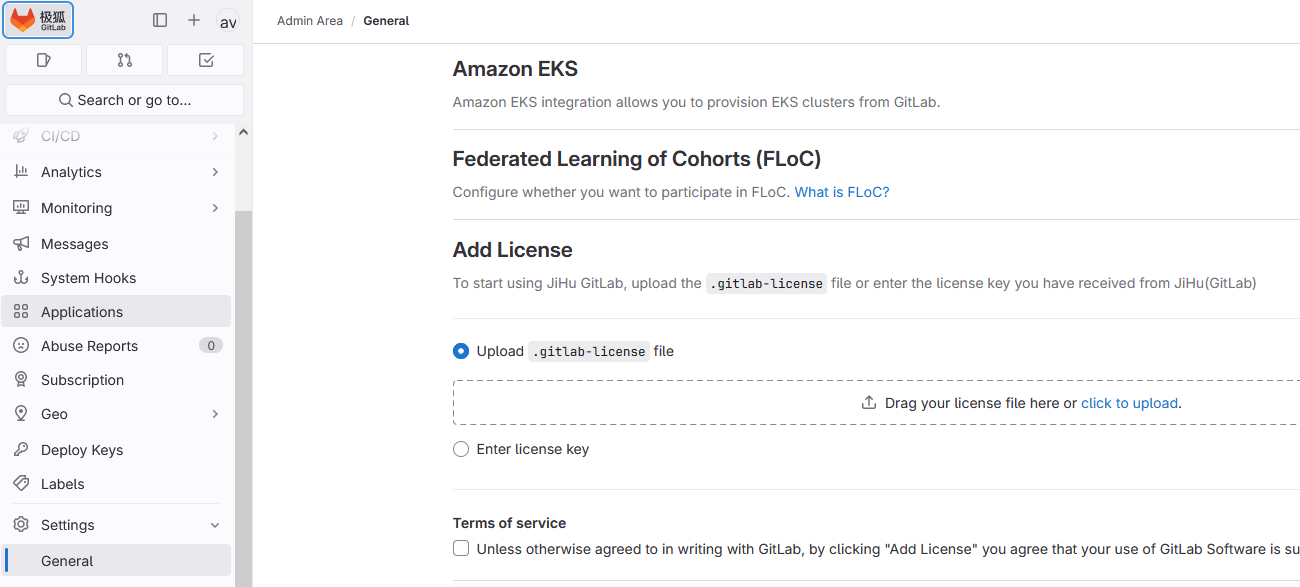 极狐
GitLab
av
Admin Area / General
Search or go to...
CI/CD
Analytics
Monitoring
Messages
System Hooks
Applications
Abuse Reports 0
Subscription
Geo
Deploy Keys
Labels
Settings
General
Amazon EKS
Amazon EKS integration allows you to provision EKS clusters from GitLab.
Federated Learning of Cohorts (FLoC)
Configure whether you want to participate in FLoC. What is FLoC?
Add License
To start using JiHu GitLab, upload the .gitlab-license file or enter the license key you have received from JiHu(GitLab)
Upload .gitlab-license file
Drag your license file here or click to upload.
Enter license key
Terms of service
Unless otherwise agreed to in writing with GitLab, by clicking "Add License" you agree that your use of GitLab Software is su